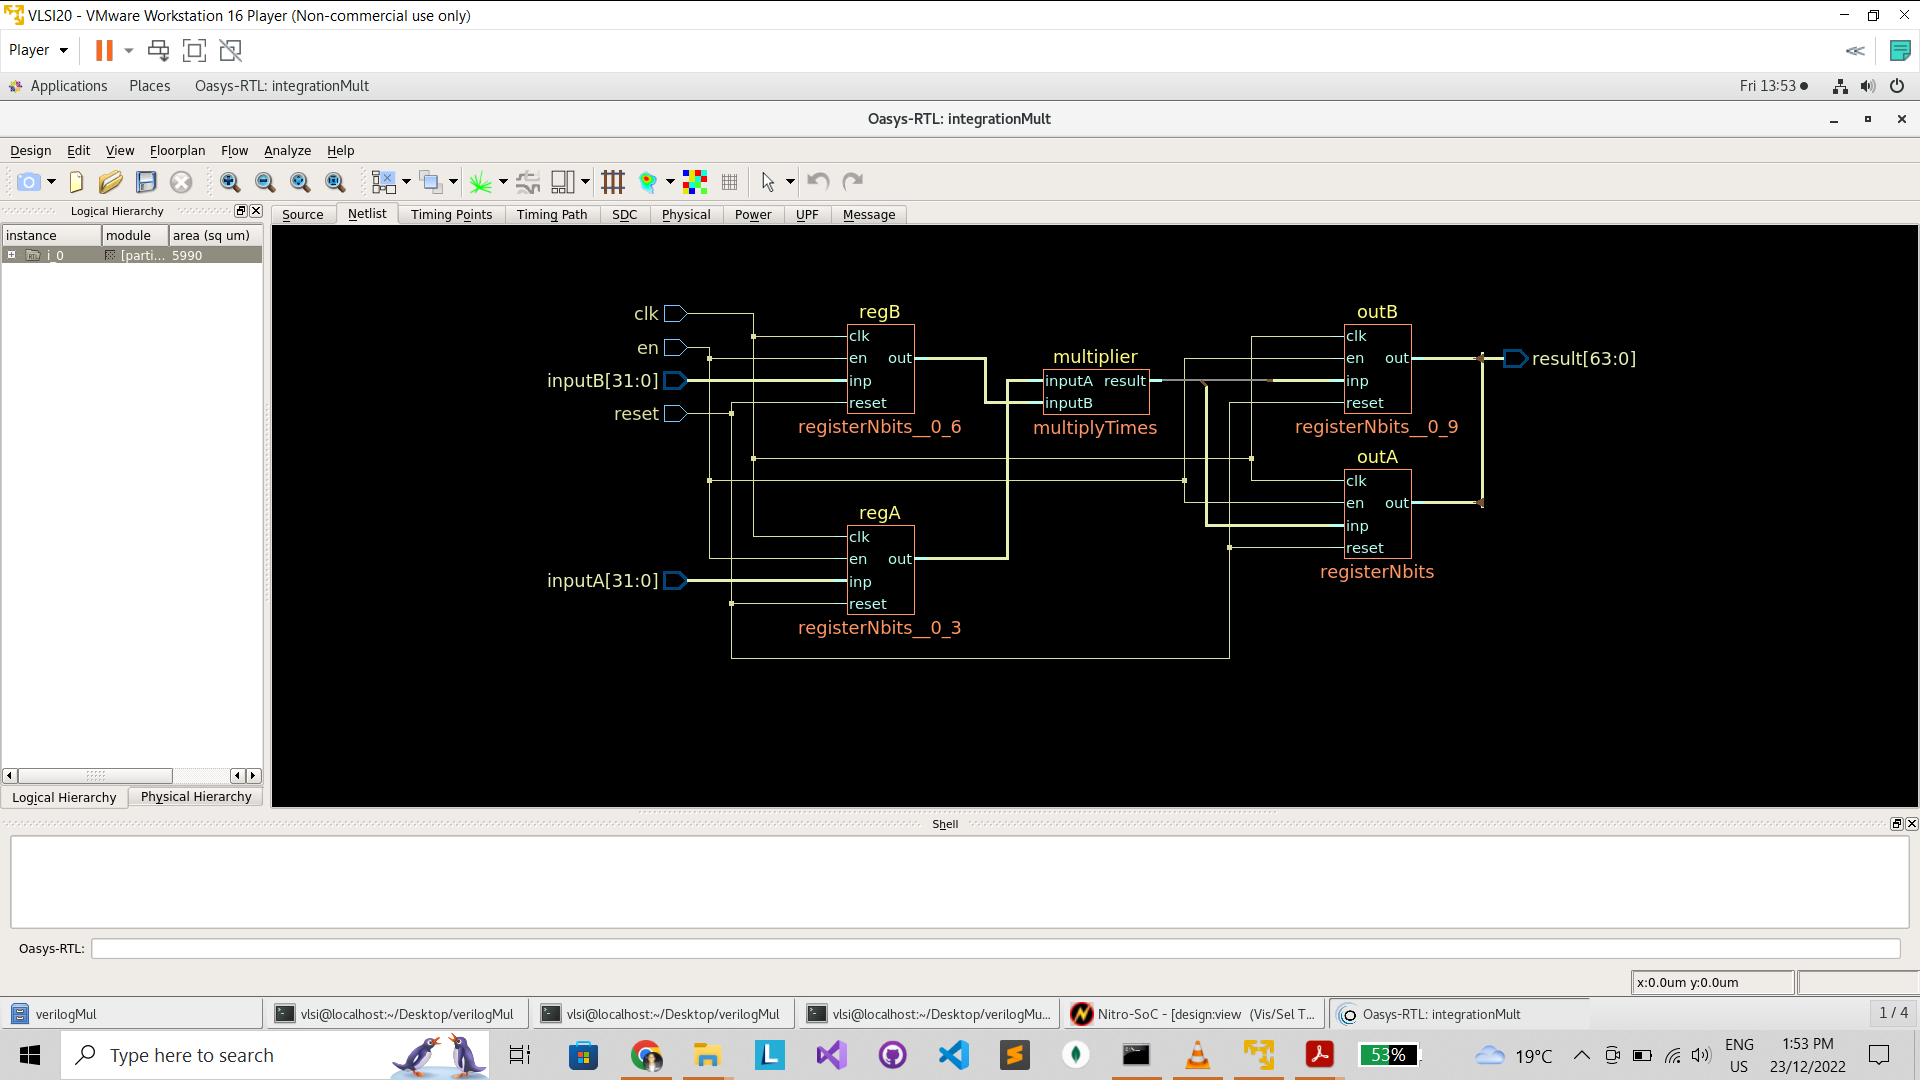 VLSI20 - VMware Workstation 16 Player (Non-commercial use only)
Player
Applications Places Oasys-RTL: integrationMult Fri 13:53
Oasys-RTL: integrationMult
Design Edit View Floorplan Flow Analyze Help
Logical Hierarchy
Source Netlist Timing Points Timing Path SDC Physical Power UPF Message
instance module area (sq um)
i_0 [parti... 5990
clk
en
inputB[31:0]
reset
inputA[31:0]
regB
clk
en out
inp
reset
registerNbits__0_6
regA
clk
en out
inp
reset
registerNbits__0_3
multiplier
inputA result
inputB
multiplyTimes
outB
clk
en out
inp
reset
registerNbits__0_9
outA
clk
en out
inp
reset
registerNbits
result[63:0]
Logical Hierarchy Physical Hierarchy
Shell
Oasys-RTL:
x:0.0um y:0.0um
verilogMul
vlsi@localhost:~/Desktop/verilogMul
vlsi@localhost:~/Desktop/verilogMul
vlsi@localhost:~/Desktop/verilogMu...
Nitro-SoC - [design:view (Vis/Sel T...
Oasys-RTL: integrationMult
1 / 4
Type here to search
53%
19°C
ENG
US
1:53 PM
23/12/2022